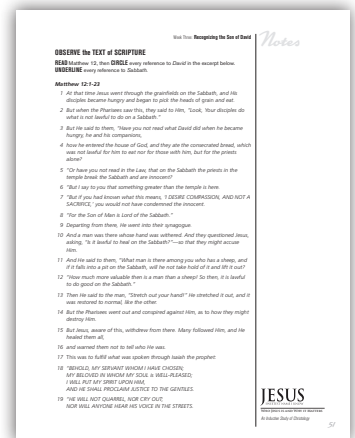 Week Three: Recognizing the Son of David
Notes
OBSERVE the TEXT of SCRIPTURE
READ Matthew 12, then CIRCLE every reference to David in the excerpt below.
UNDERLINE every reference to Sabbath.
Matthew 12:1-23
1 At that time Jesus went through the grainfields on the Sabbath, and His
disciples became hungry and began to pick the heads of grain and eat.
2 But when the Pharisees saw this, they said to Him, "Look, Your disciples do
what is not lawful to do on a Sabbath."
3 But He said to them, "Have you not read what David did when he became
hungry, he and his companions,
4 how he entered the house of God, and they ate the consecrated bread, which
was not lawful for him to eat nor for those with him, but for the priests
alone?
5 "Or have you not read in the Law, that on the Sabbath the priests in the
temple break the Sabbath and are innocent?
6 "But I say to you that something greater than the temple is here.
7 "But if you had known what this means, 'I DESIRE COMPASSION, AND NOT A
SACRIFICE,' you would not have condemned the innocent.
8 "For the Son of Man is Lord of the Sabbath."
9 Departing from there, He went into their synagogue.
10 And a man was there whose hand was withered. And they questioned Jesus,
asking, "Is it lawful to heal on the Sabbath?"—so that they might accuse
Him.
11 And He said to them, "What man is there among you who has a sheep, and
if it falls into a pit on the Sabbath, will he not take hold of it and lift it out?
12 "How much more valuable then is a man than a sheep! So then, it is lawful
to do good on the Sabbath."
13 Then He said to the man, "Stretch out your hand!" He stretched it out, and it
was restored to normal, like the other.
14 But the Pharisees went out and conspired against Him, as to how they might
destroy Him.
15 But Jesus, aware of this, withdrew from there. Many followed Him, and He
healed them all,
16 and warned them not to tell who He was.
17 This was to fulfill what was spoken through Isaiah the prophet:
18 "BEHOLD, MY SERVANT WHOM I HAVE CHOSEN;
MY BELOVED IN WHOM MY SOUL is WELL-PLEASED;
I WILL PUT MY SPIRIT UPON HIM,
AND HE SHALL PROCLAIM JUSTICE TO THE GENTILES.
19 "HE WILL NOT QUARREL, NOR CRY OUT;
NOR WILL ANYONE HEAR HIS VOICE IN THE STREETS.
JESUS
An Inductive Study of Christology